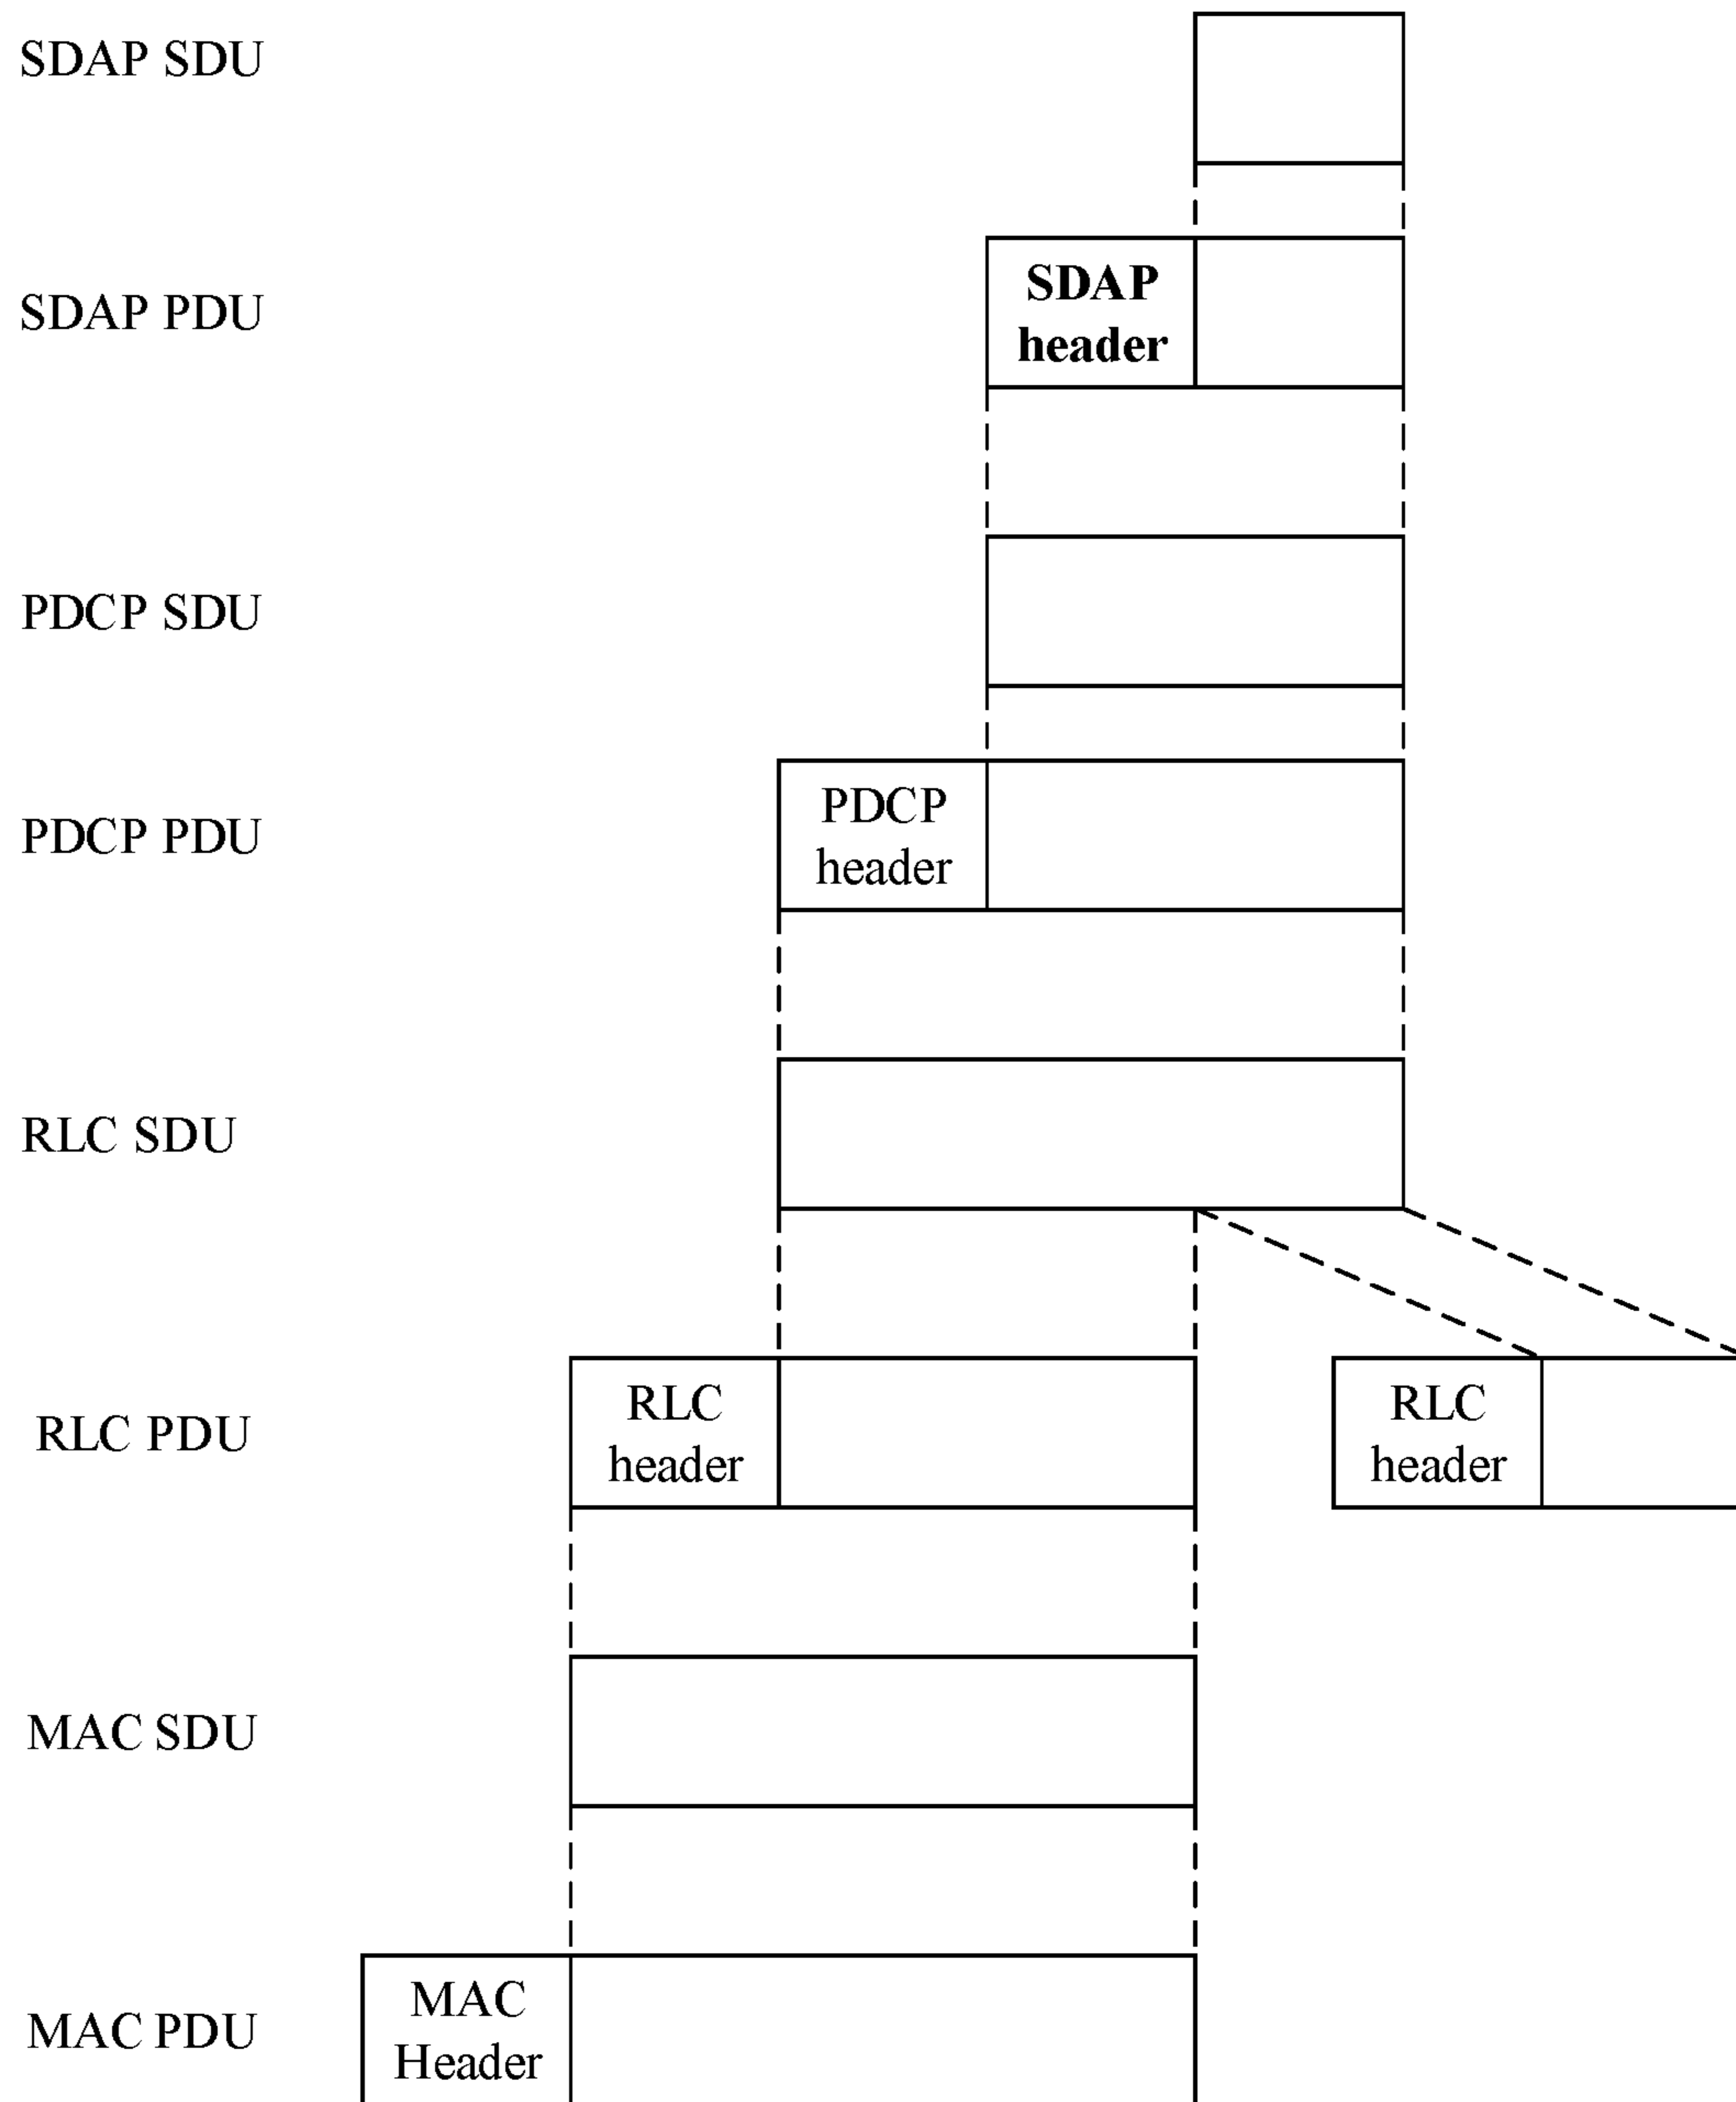 SDAP SDU
SDAP PDU
SDAP
header
PDCP SDU
PDCP PDU
PDCP
header
RLC SDU
RLC PDU
RLC
header
RLC
header
MAC SDU
MAC PDU
MAC
Header